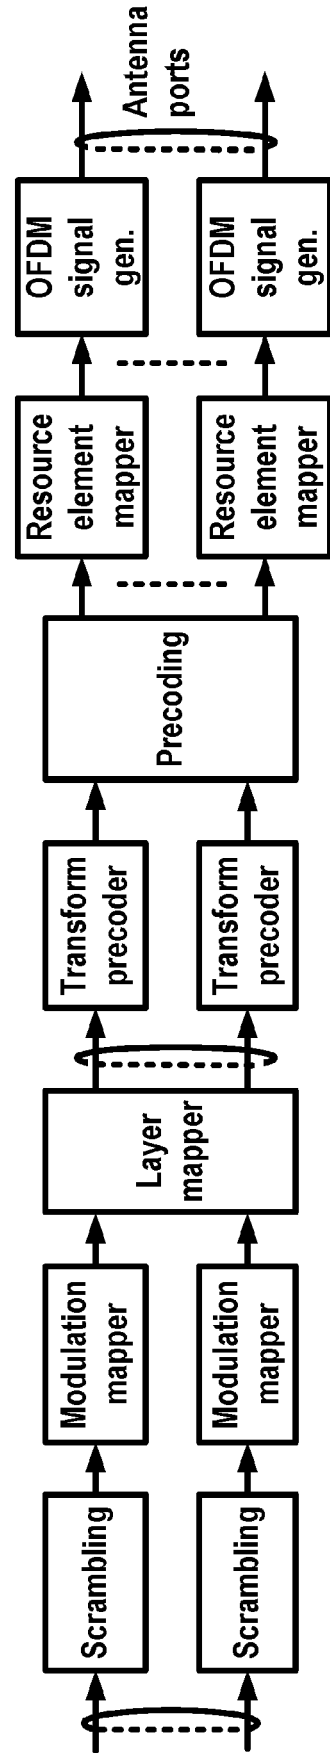 Scrambling
Modulation
mapper
Layer
mapper
Transform
precoder
Precoding
Resource
element
mapper
OFDM
signal
gen.
Antenna
ports
Scrambling
Modulation
mapper
Transform
precoder
Resource
element
mapper
OFDM
signal
gen.